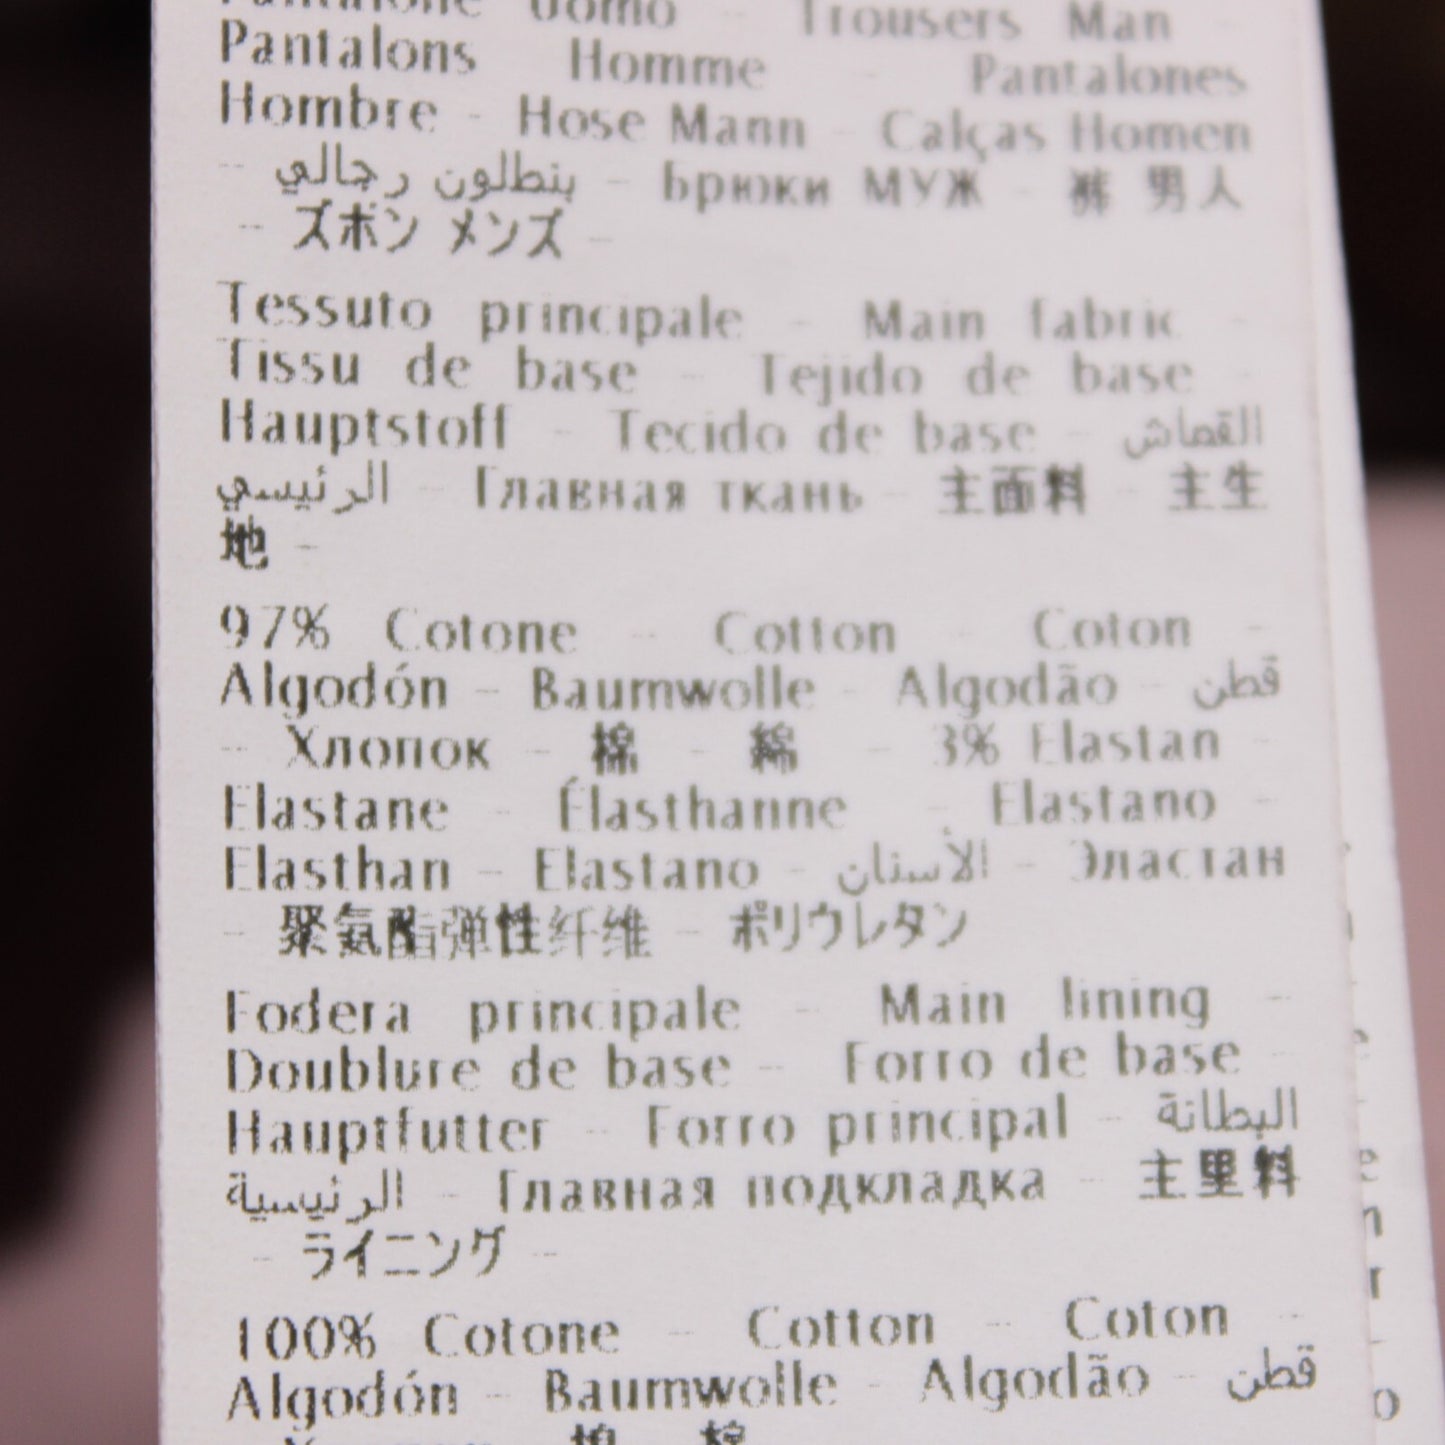 Pantalone Uomo - Trousers Man -
Pantalons Homme - Pantalones
Hombre - Hose Mann - Calças Homen
- بنطلون رجالي - Брюки МУЖ - 裤 男人
- ズボン メンズ -
Tessuto principale - Main fabric -
Tissu de base - Tejido de base -
Hauptstoff - Tecido de base - القماش
الرئيسي - Главная ткань - 主面料 - 主生
地 -
97% Cotone - Cotton - Coton -
Algodón - Baumwolle - Algodão - قطن
- Хлопок - 棉 - 綿 - 3% Elastan -
Elastane - Élasthanne - Elastano -
Elasthan - Elastano - الأستان - Эластан
- 聚氨酯弹性纤维 - ポリウレタン
Fodera principale - Main lining -
Doublure de base - Forro de base -
Hauptfutter - Forro principal - البطانة
الرئيسية - Главная подкладка - 主里料
- ライニング -
100% Cotone - Cotton - Coton -
Algodón - Baumwolle - Algodão - قطن